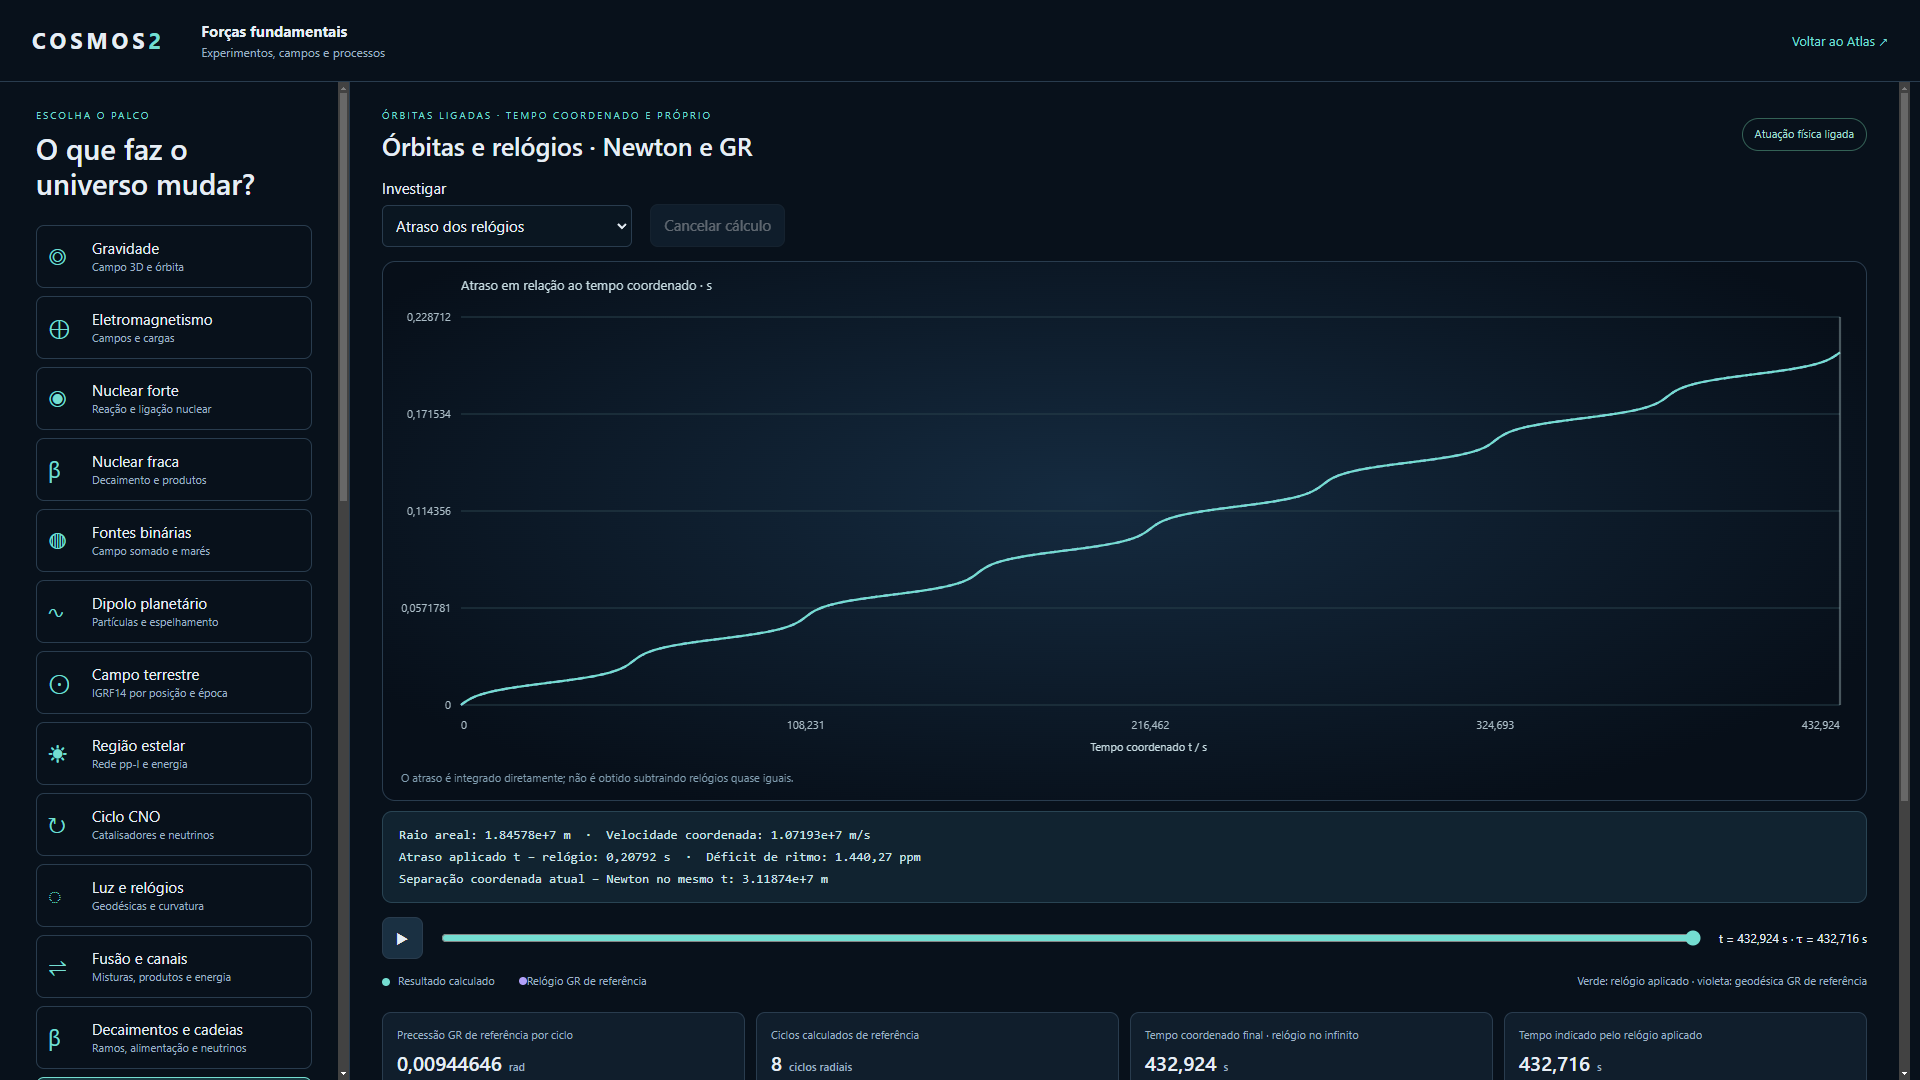 COSMOS2
Forças fundamentais
Experimentos, campos e processos
Voltar ao Atlas ↗
ESCOLHA O PALCO
O que faz o
universo mudar?
Gravidade
Campo 3D e órbita
Eletromagnetismo
Campos e cargas
Nuclear forte
Reação e ligação nuclear
β
Nuclear fraca
Decaimento e produtos
Fontes binárias
Campo somado e marés
Dipolo planetário
Partículas e espelhamento
Campo terrestre
IGRF14 por posição e época
Região estelar
Rede pp-I e energia
Ciclo CNO
Catalisadores e neutrinos
Luz e relógios
Geodésicas e curvatura
Fusão e canais
Misturas, produtos e energia
β
Decaimentos e cadeias
Ramos, alimentação e neutrinos
ÓRBITAS LIGADAS · TEMPO COORDENADO E PRÓPRIO
Órbitas e relógios · Newton e GR
Atuação física ligada
Investigar
Atraso dos relógios
Cancelar cálculo
Atraso em relação ao tempo coordenado · s
0,228712
0,171534
0,114356
0,0571781
0
0
108,231
216,462
324,693
432,924
Tempo coordenado t / s
O atraso é integrado diretamente; não é obtido subtraindo relógios quase iguais.
Raio areal: 1.84578e+7 m · Velocidade coordenada: 1.07193e+7 m/s
Atraso aplicado t − relógio: 0,20792 s · Déficit de ritmo: 1.440,27 ppm
Separação coordenada atual − Newton no mesmo t: 3.11874e+7 m
t = 432,924 s · τ = 432,716 s
Resultado calculado
Relógio GR de referência
Verde: relógio aplicado · violeta: geodésica GR de referência
Precessão GR de referência por ciclo
0,00944646 rad
Ciclos calculados de referência
8 ciclos radiais
Tempo coordenado final · relógio no infinito
432,924 s
Tempo indicado pelo relógio aplicado
432,716 s